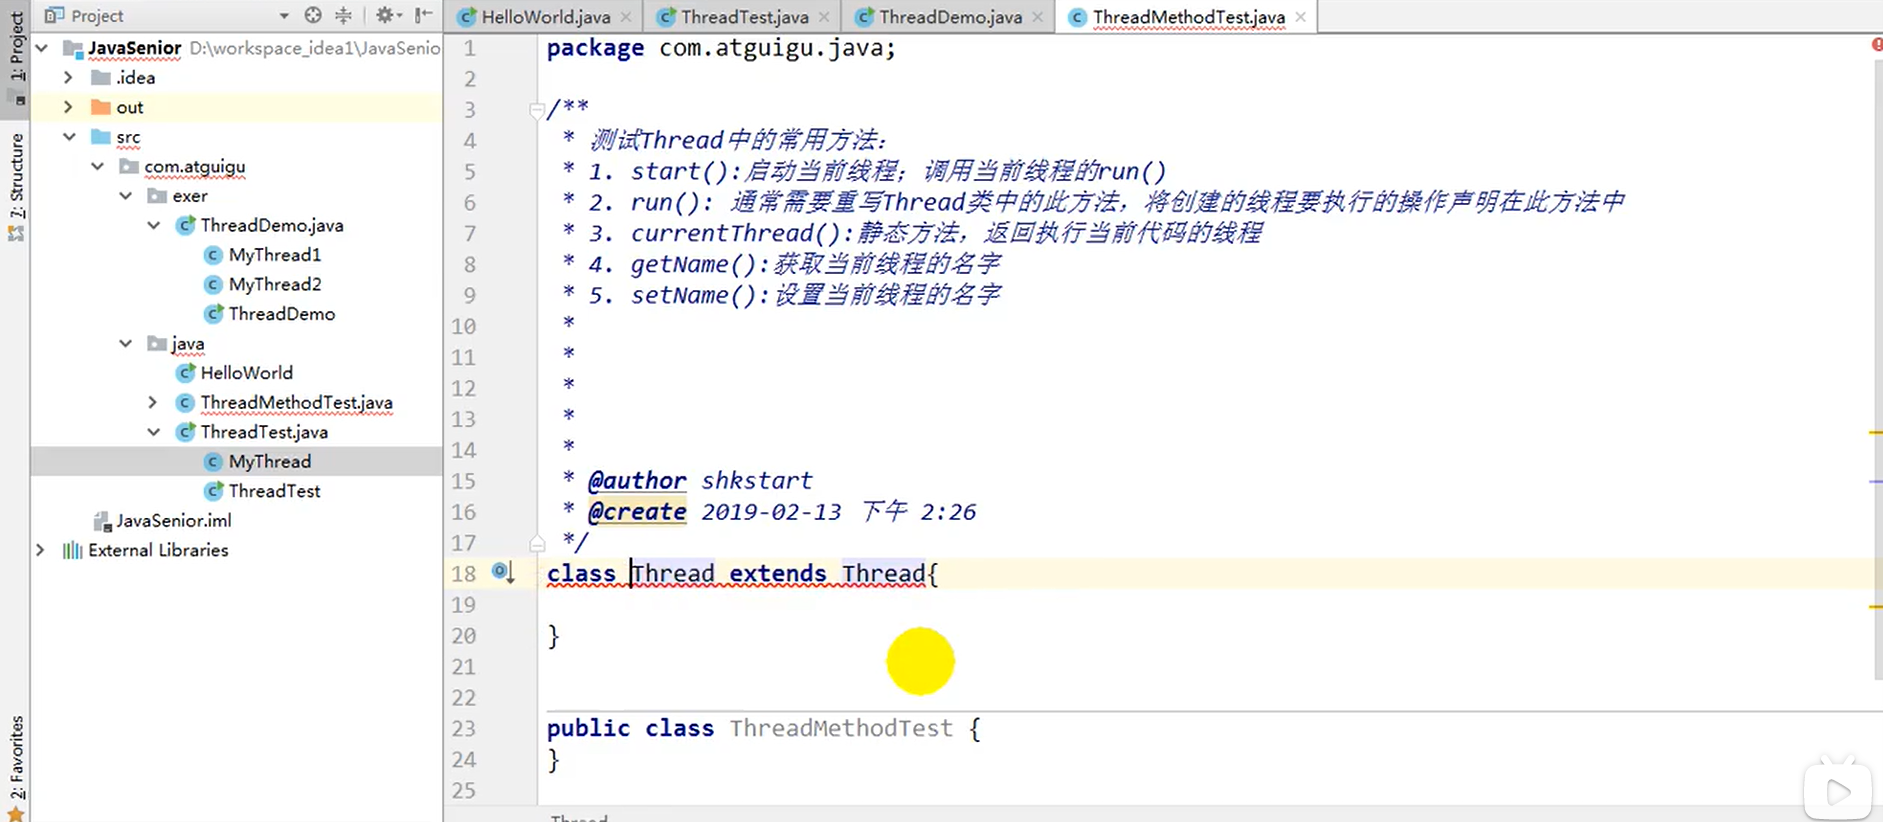 1: Project
7: Structure
2: Favorites
Project
JavaSenior D:\workspace_idea1\JavaSenio
.idea
out
src
com.atguigu
exer
ThreadDemo.java
MyThread1
MyThread2
ThreadDemo
java
HelloWorld
ThreadMethodTest.java
ThreadTest.java
MyThread
ThreadTest
JavaSenior.iml
External Libraries
HelloWorld.java ThreadTest.java ThreadDemo.java ThreadMethodTest.java
1 package com.atguigu.java;
2
3 /**
4 * 测试Thread中的常用方法：
5 * 1. start():启动当前线程；调用当前线程的run()
6 * 2. run(): 通常需要重写Thread类中的此方法，将创建的线程要执行的操作声明在此方法中
7 * 3. currentThread():静态方法，返回执行当前代码的线程
8 * 4. getName():获取当前线程的名字
9 * 5. setName():设置当前线程的名字
10 *
11 *
12 *
13 *
14 *
15 * @author shkstart
16 * @create 2019-02-13 下午 2:26
17 */
18 class Thread extends Thread{
19
20 }
21
22
23 public class ThreadMethodTest {
24 }
25
Thread